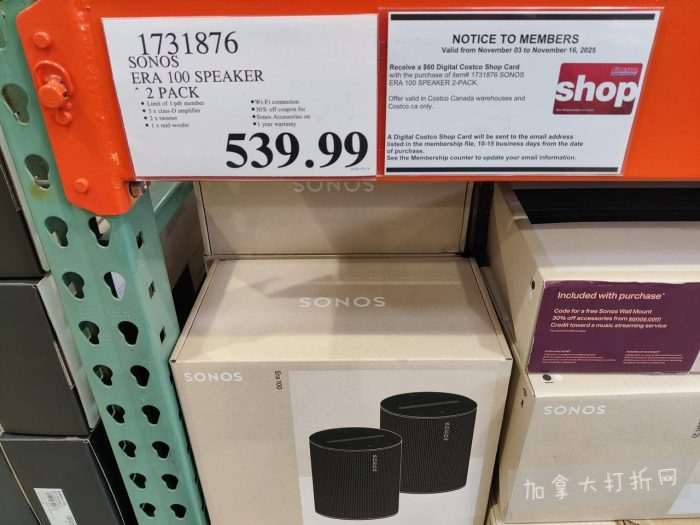 1731876
SONOS
ERA 100 SPEAKER
2 PACK
• Limit of 1 per member
• 3 x class-D amplifier
• 2 x tweeter
• 1 x mid-woofer
• Wi-Fi connection
• 30% off coupon for
• Sonos Accessories on
• 1 year warranty
539.99
NOTICE TO MEMBERS
Valid from November 03 to November 16, 2025
Receive a $60 Digital Costco Shop Card
with the purchase of item# 1731876 SONOS
ERA 100 SPEAKER 2-PACK.
Offer valid in Costco Canada warehouses and
Costco.ca only.
shop
A Digital Costco Shop Card will be sent to the email address
listed in the membership file, 10-15 business days from the date
of purchase.
See the Membership counter to update your email information.
SONOS
SONOS
SONOS
Era 100
SONOS
SONOS
Included with purchase*
Code for a free Sonos Wall Mount
30% off accessories from sonos.com
Credit toward a music streaming service
SONOS
加拿大打折网